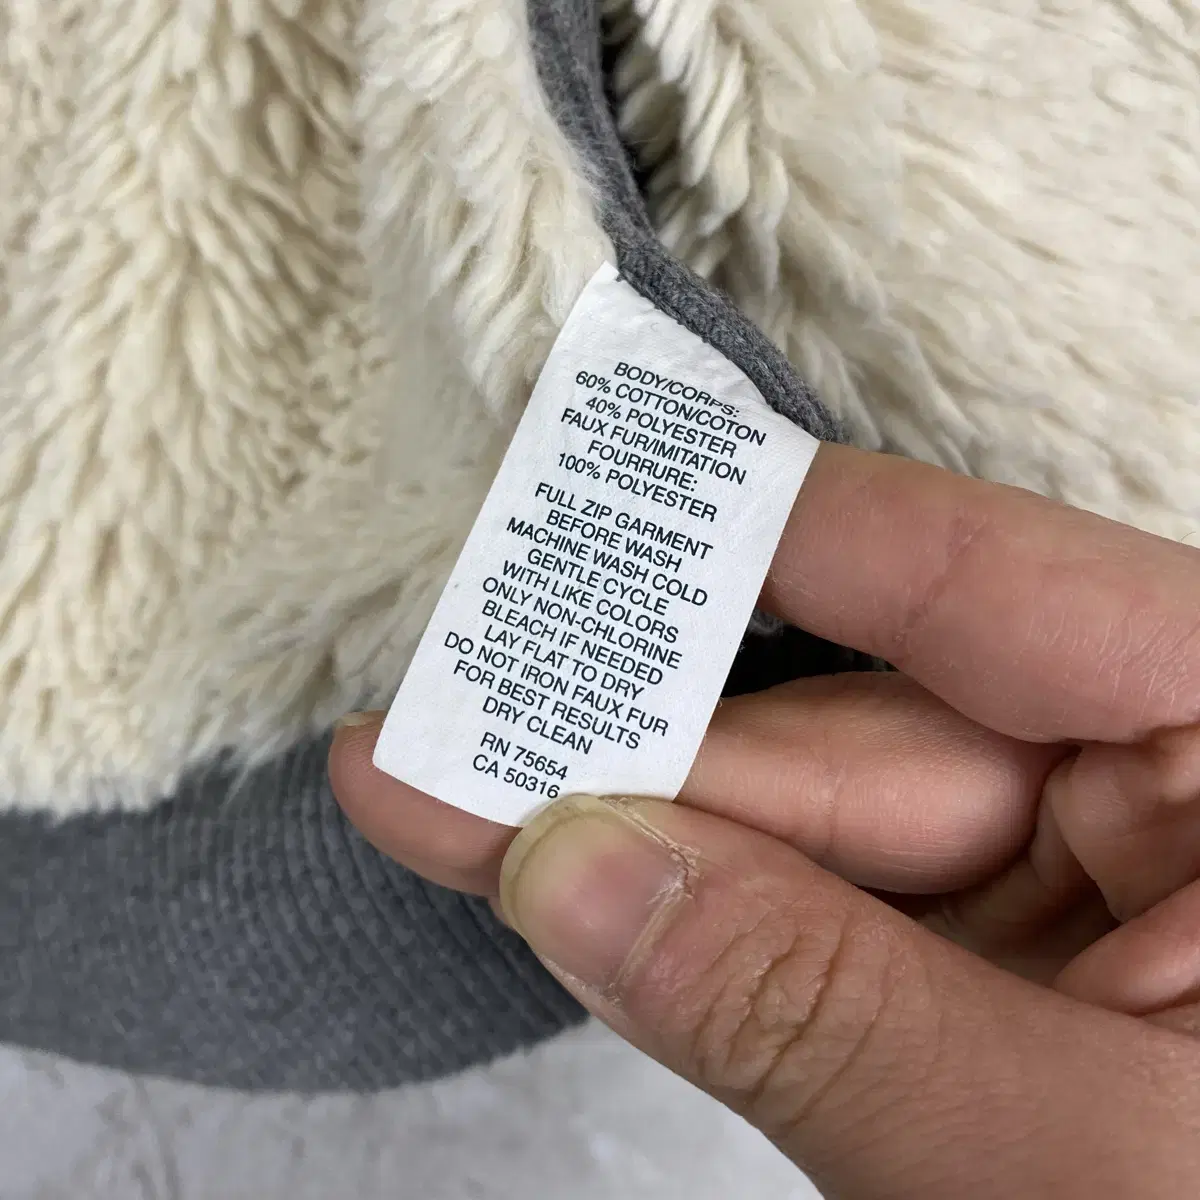 BODY/CORPS:
60% COTTON/COTON
40% POLYESTER
FAUX FUR/IMITATION
FOURRURE:
100% POLYESTER
FULL ZIP GARMENT
BEFORE WASH
MACHINE WASH COLD
GENTLE CYCLE
WITH LIKE COLORS
ONLY NON-CHLORINE
BLEACH IF NEEDED
LAY FLAT TO DRY
DO NOT IRON FAUX FUR
FOR BEST RESULTS
DRY CLEAN
RN 75654
CA 50316